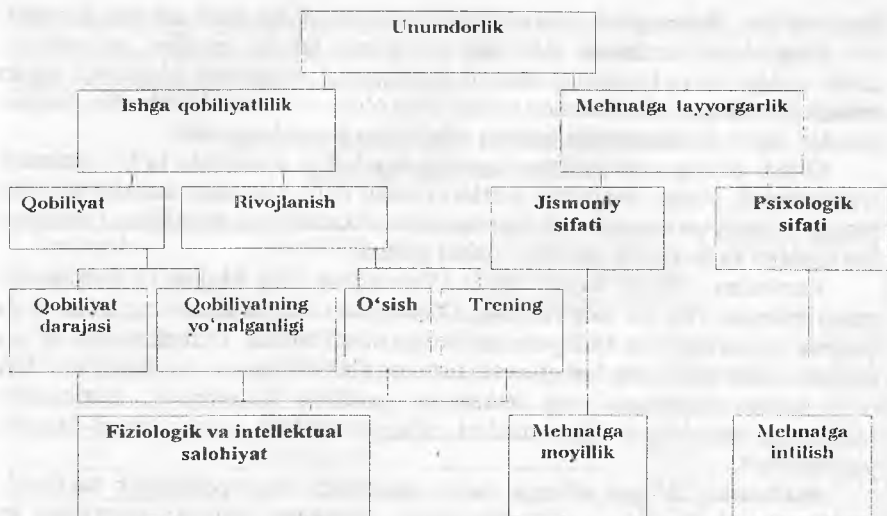 Unumdorlik
Ishga qobiliyatlilik
Mehnatga tayyorgarlik
Qobiliyat
Rivojlanish
Jismoniy
sifati
Psixologik
sifati
Qobiliyat
darajasi
Qobiliyatning
yo‘nalganligi
O‘sish
Trening
Fiziologik va intellektual
salohiyat
Mehnatga
moyillik
Mehnatga
intilish